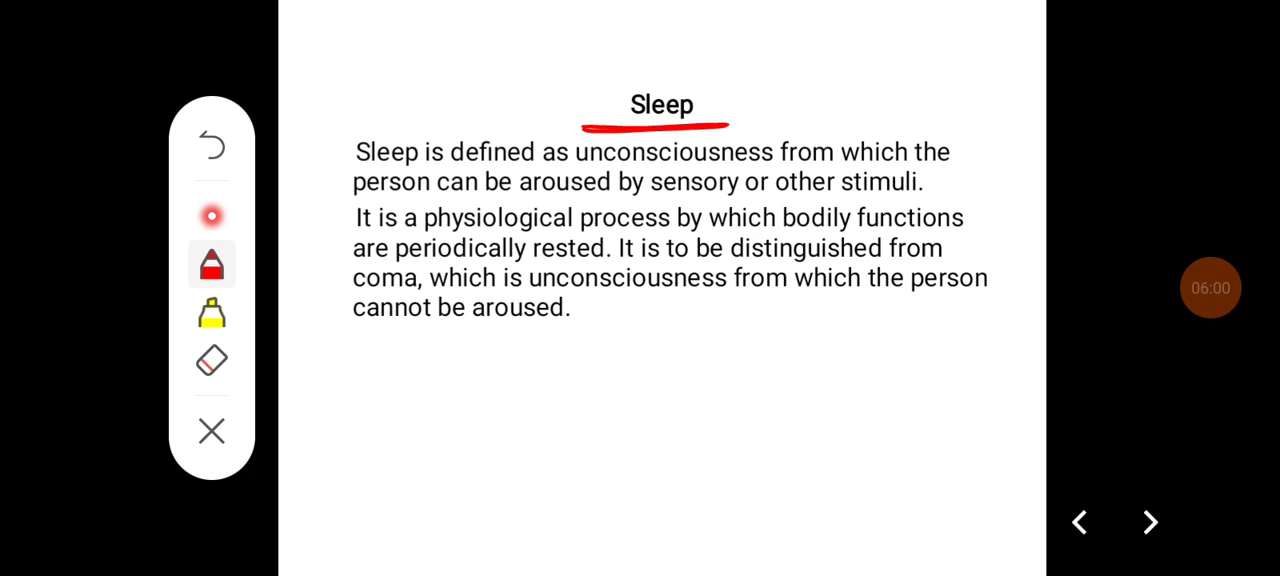 Sleep
Sleep is defined as unconsciousness from which the
person can be aroused by sensory or other stimuli.
It is a physiological process by which bodily functions
are periodically rested. It is to be distinguished from
coma, which is unconsciousness from which the person
cannot be aroused.
06:00